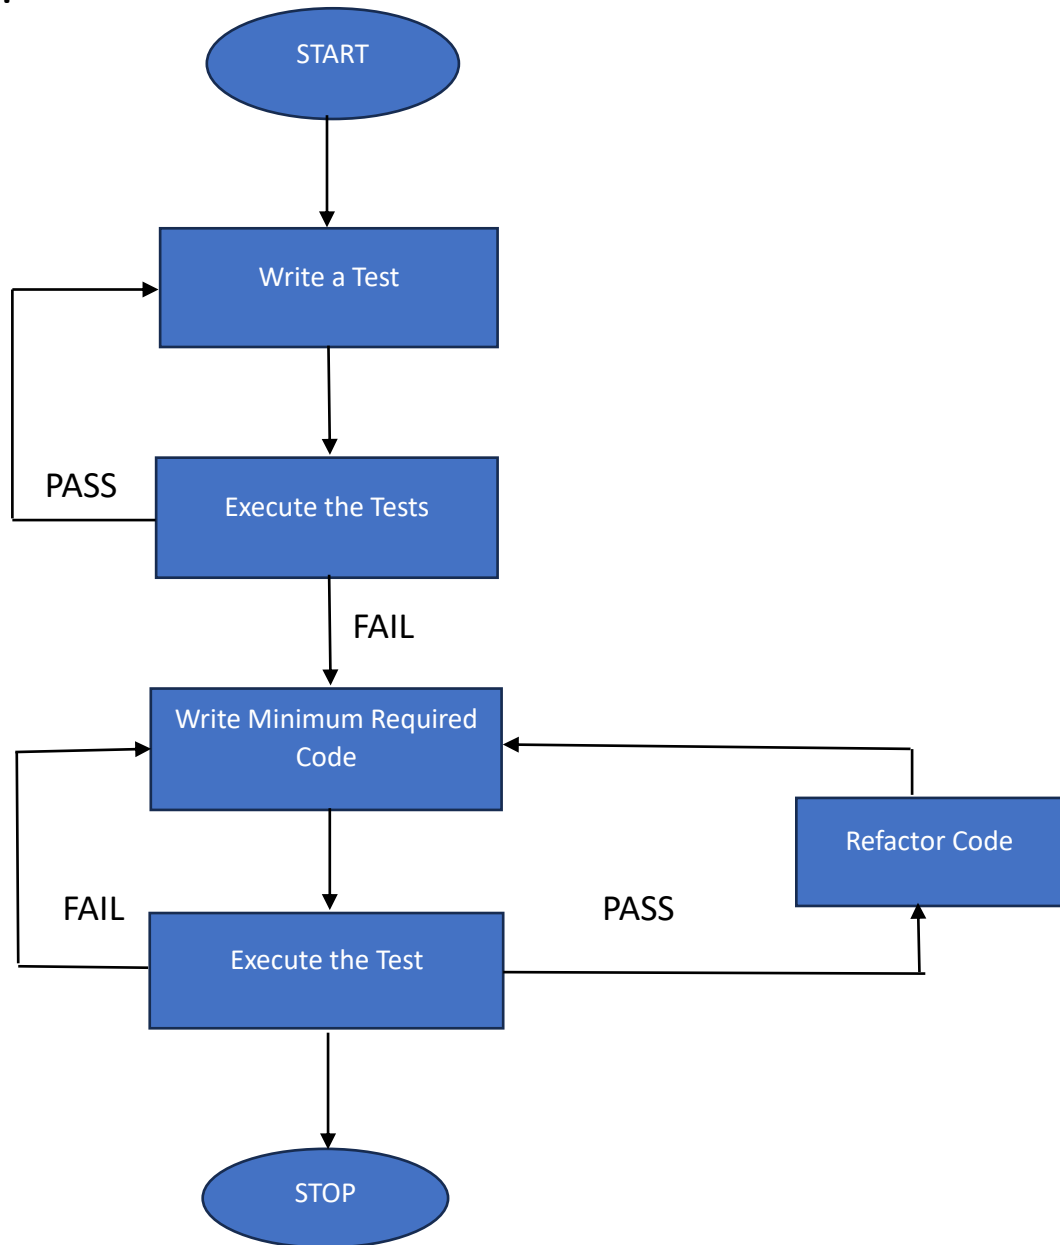 START
Write a Test
PASS
Execute the Tests
FAIL
Write Minimum Required
Code
Refactor Code
FAIL
PASS
Execute the Test
STOP